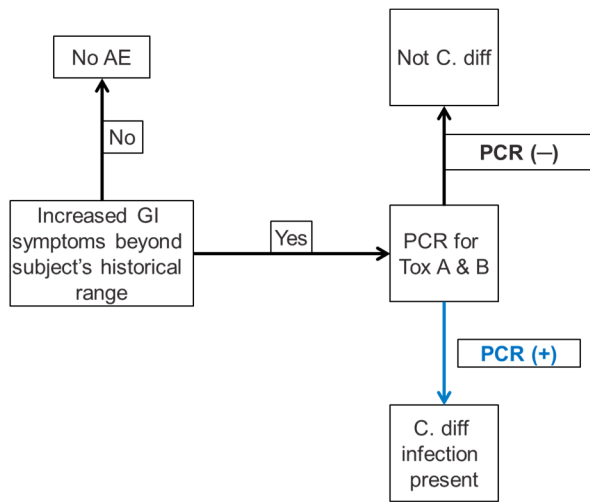 No AE
Not C. diff
No
PCR (—)
Increased GI
symptoms beyond
subject's historical
range
Yes
PCR for
Tox A & B
PCR (+)
C. diff
infection
present